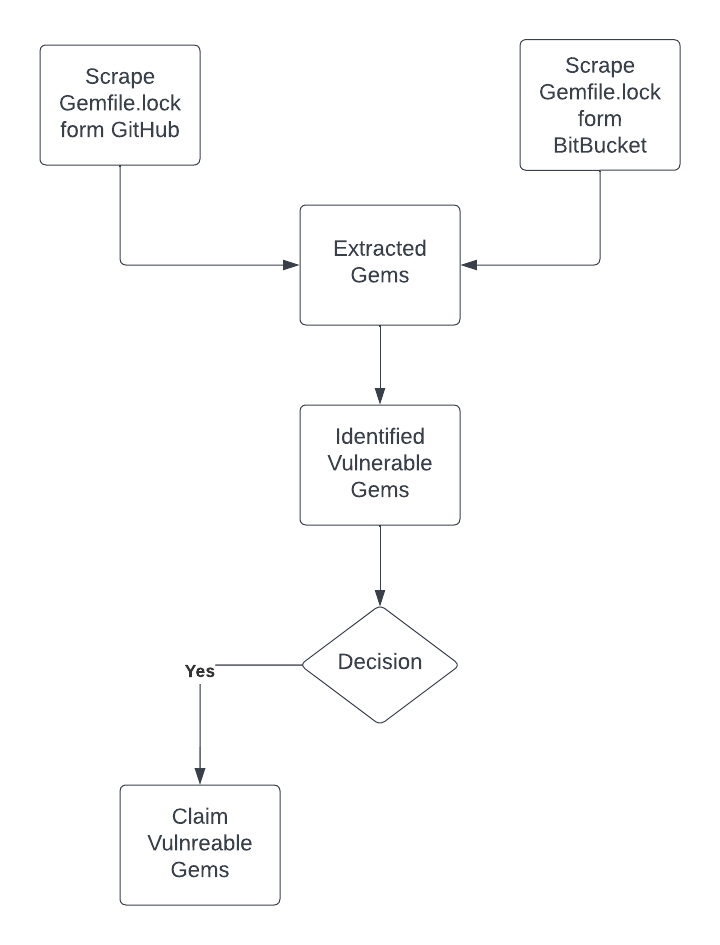 Scrape
Gemfile.lock
form GitHub
Scrape
Gemfile.lock
form
BitBucket
Extracted
Gems
Identified
Vulnerable
Gems
Decision
Yes
Claim
Vulnreable
Gems